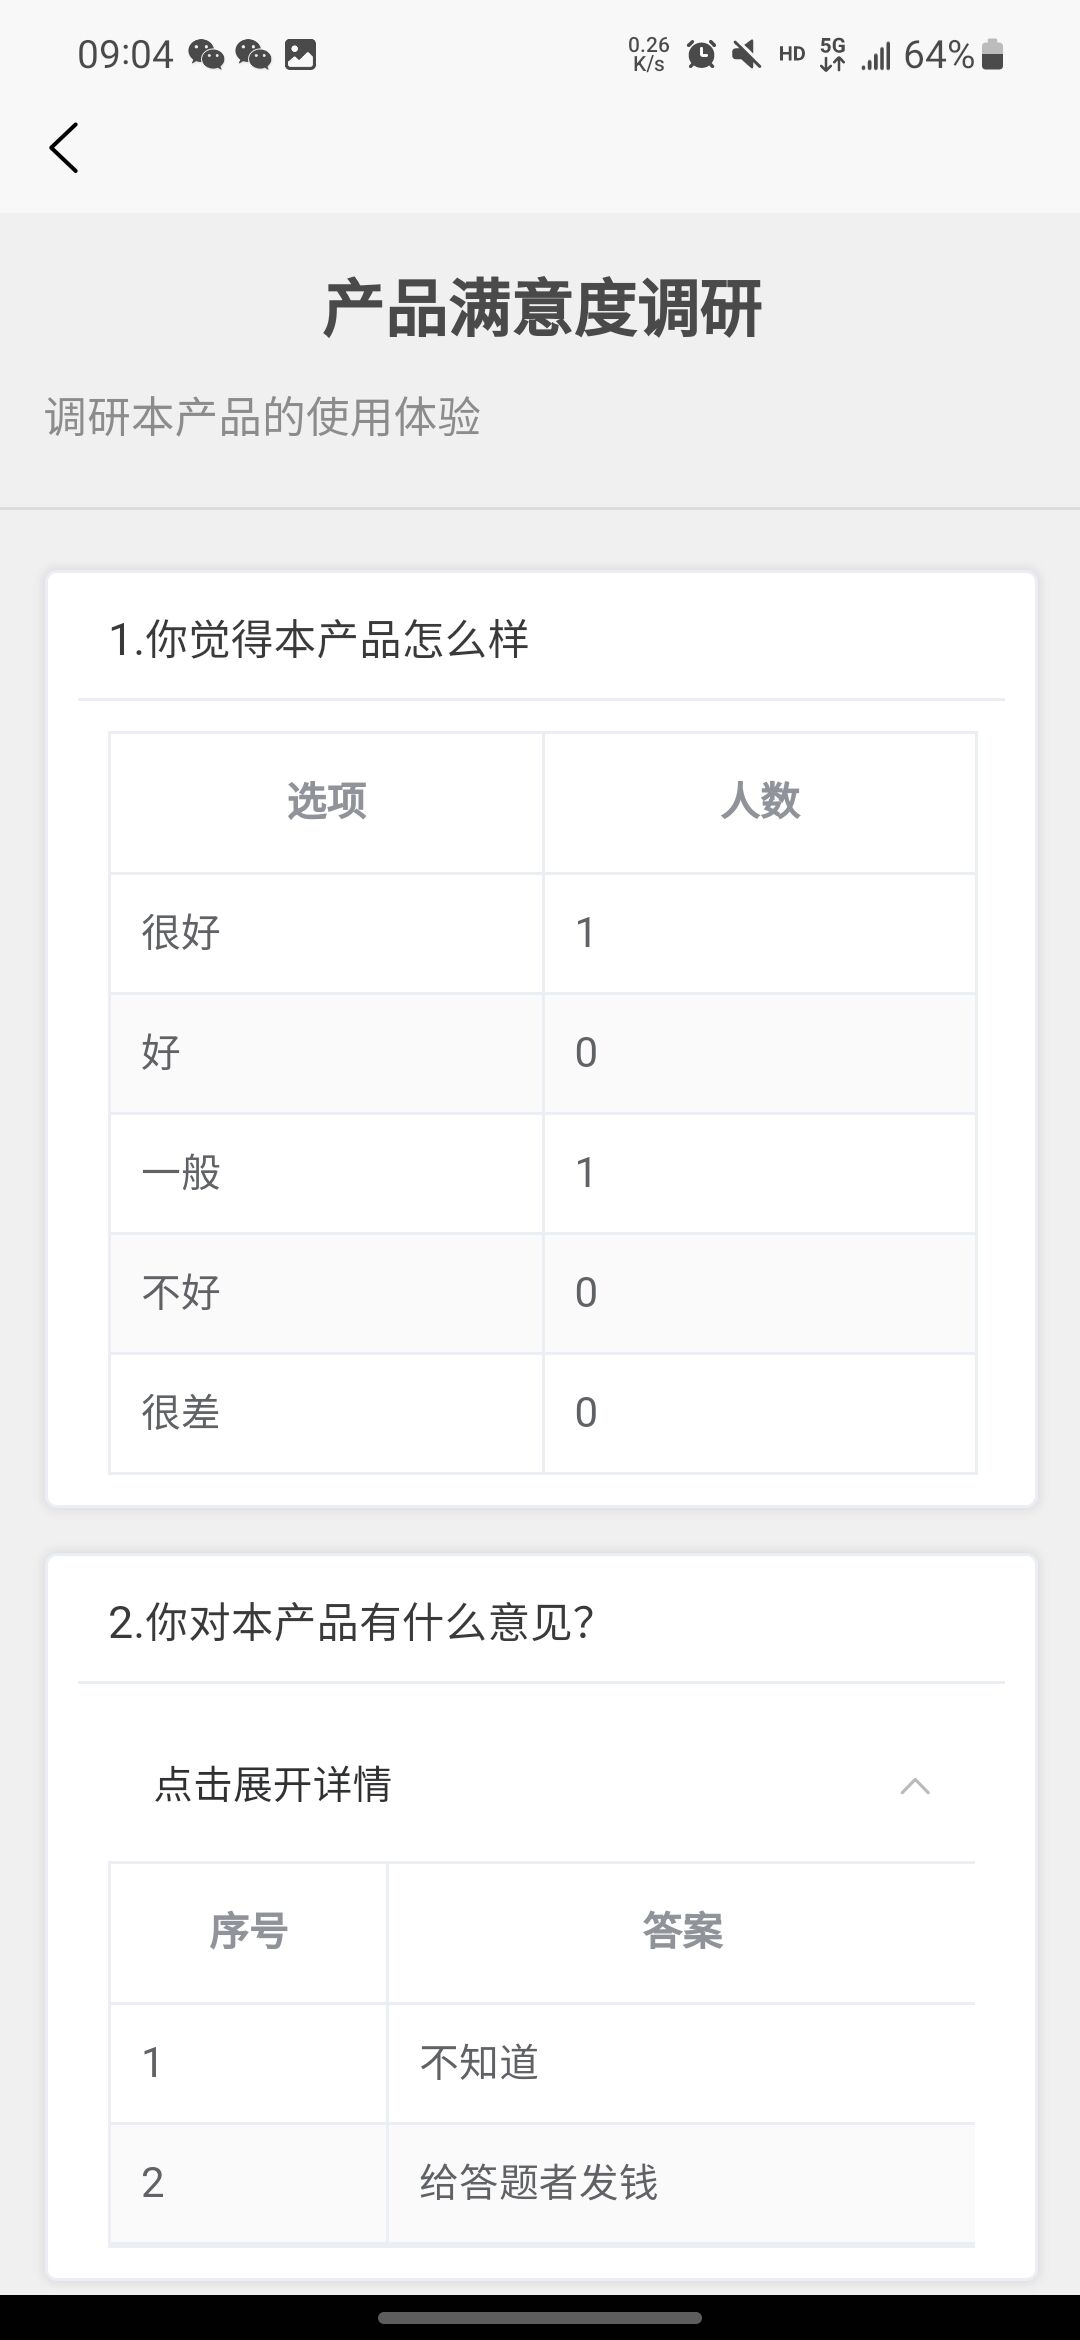 09:04 0.26 K/s HD 5G 64%
产品满意度调研
调研本产品的使用体验
1.你觉得本产品怎么样
选项 人数
很好 1
好 0
一般 1
不好 0
很差 0
2.你对本产品有什么意见?
点击展开详情
序号 答案
1 不知道
2 给答题者发钱